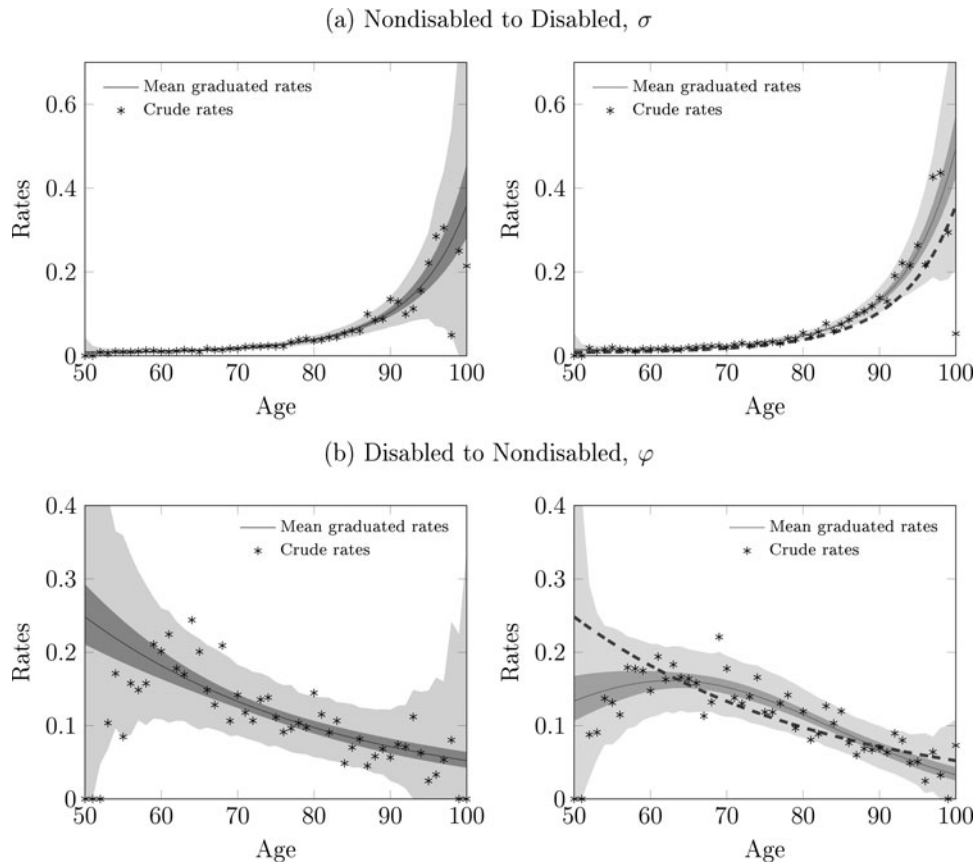 (a) Nondisabled to Disabled, σ
Rates
0.6
0.4
0.2
0
Mean graduated rates
Crude rates
50 60 70 80 90 100
Age
Rates
0.6
0.4
0.2
0
Mean graduated rates
Crude rates
50 60 70 80 90 100
Age
(b) Disabled to Nondisabled, φ
Rates
0.4
0.3
0.2
0.1
0
Mean graduated rates
Crude rates
50 60 70 80 90 100
Age
Rates
0.4
0.3
0.2
0.1
0
Mean graduated rates
Crude rates
50 60 70 80 90 100
Age